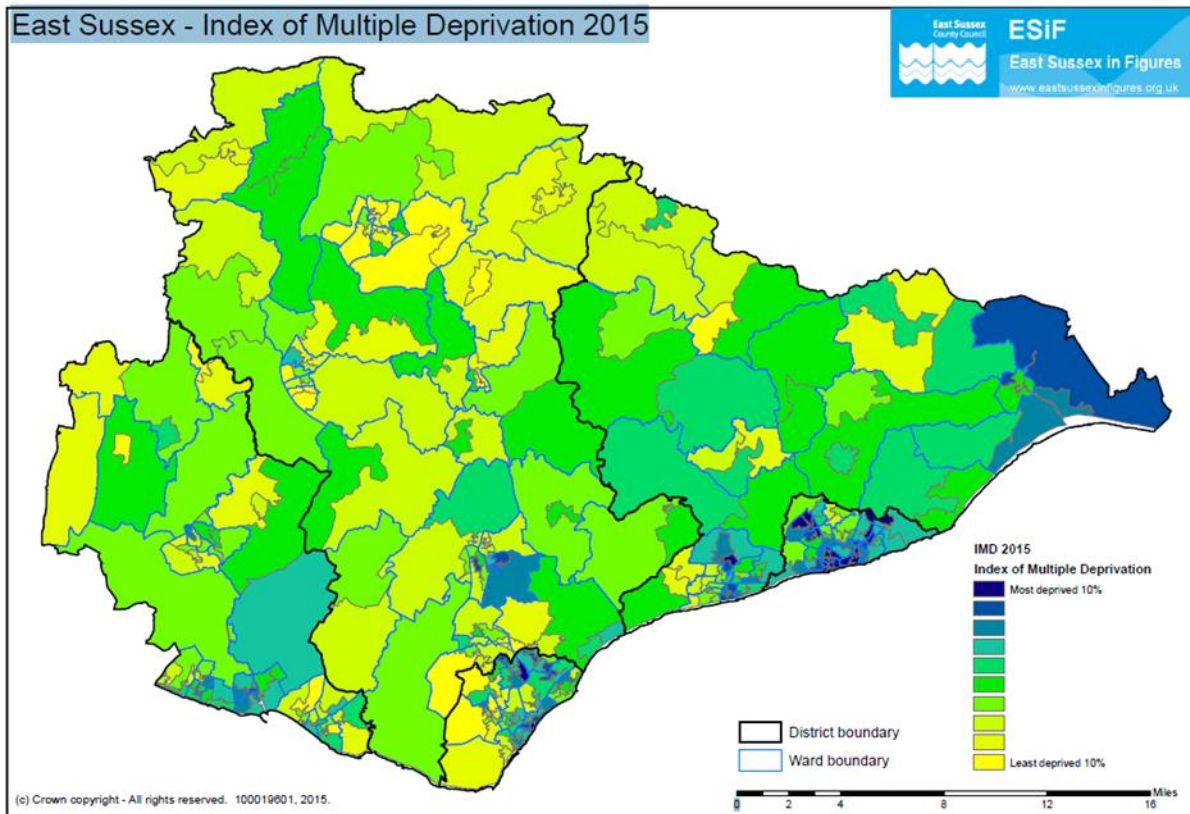 East Sussex - Index of Multiple Deprivation 2015
East Sussex
County Council
ESiF
East Sussex in Figures
www.eastsussexinfigures.org.uk
IMD 2015
Index of Multiple Deprivation
Most deprived 10%
Least deprived 10%
District boundary
Ward boundary
(c) Crown copyright - All rights reserved. 100019601, 2015.
Miles
0 2 4 8 12 16